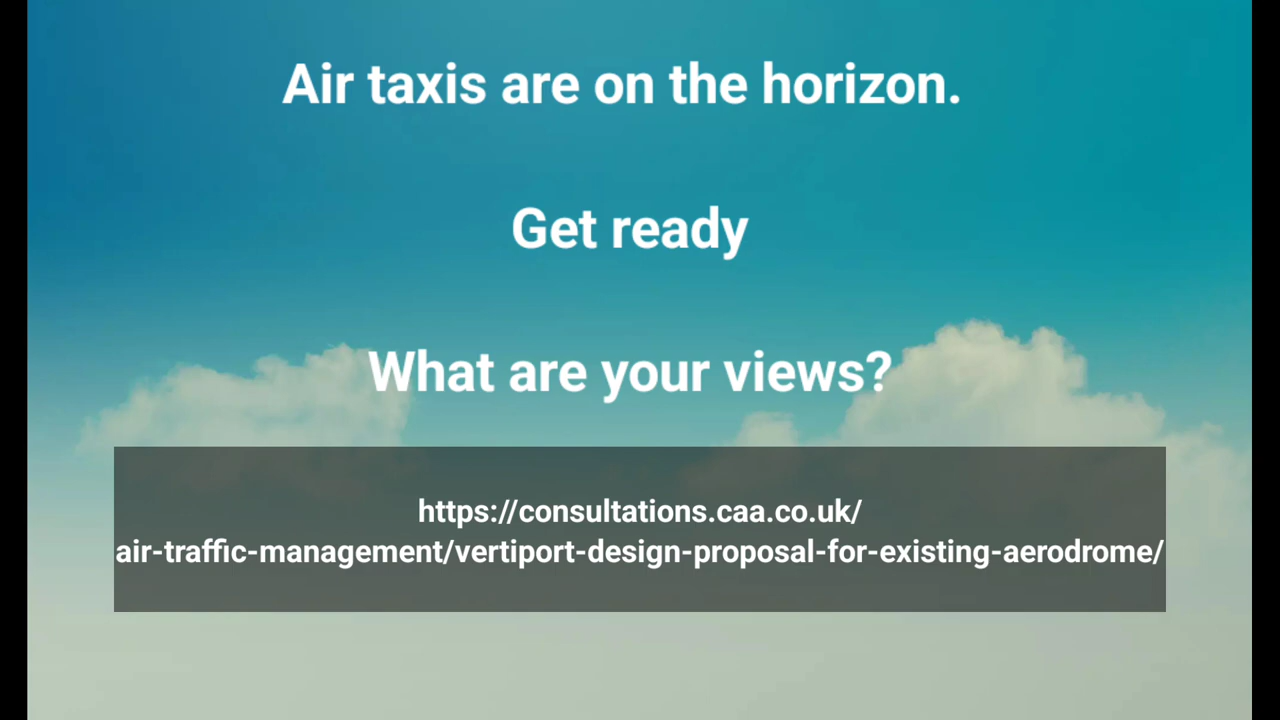 Air taxis are on the horizon.
Get ready
What are your views?
https://consultations.caa.co.uk/
air-traffic-management/vertiport-design-proposal-for-existing-aerodrome/